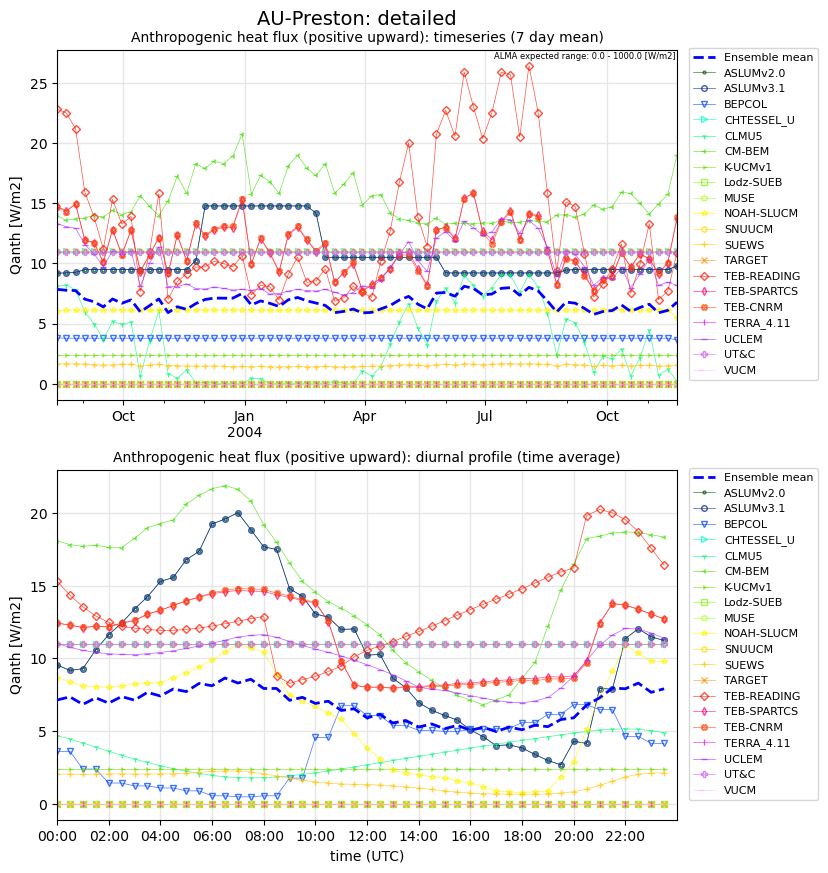 AU-Preston: detailed
Anthropogenic heat flux (positive upward): timeseries (7 day mean)
ALMA expected range: 0.0 - 1000.0 [W/m2]
Qanth [W/m2]
25
20
15
10
5
0
Oct
Jan
2004
Apr
Jul
Oct
Ensemble mean
ASLUMv2.0
ASLUMv3.1
BEPCOL
CHTESSEL_U
CLMU5
CM-BEM
K-UCMv1
Lodz-SUEB
MUSE
NOAH-SLUCM
SNUUCM
SUEWS
TARGET
TEB-READING
TEB-SPARTCS
TEB-CNRM
TERRA_4.11
UCLEM
UT&C
VUCM
Anthropogenic heat flux (positive upward): diurnal profile (time average)
Qanth [W/m2]
20
15
10
5
0
00:00
02:00
04:00
06:00
08:00
10:00
12:00
14:00
16:00
18:00
20:00
22:00
time (UTC)
Ensemble mean
ASLUMv2.0
ASLUMv3.1
BEPCOL
CHTESSEL_U
CLMU5
CM-BEM
K-UCMv1
Lodz-SUEB
MUSE
NOAH-SLUCM
SNUUCM
SUEWS
TARGET
TEB-READING
TEB-SPARTCS
TEB-CNRM
TERRA_4.11
UCLEM
UT&C
VUCM